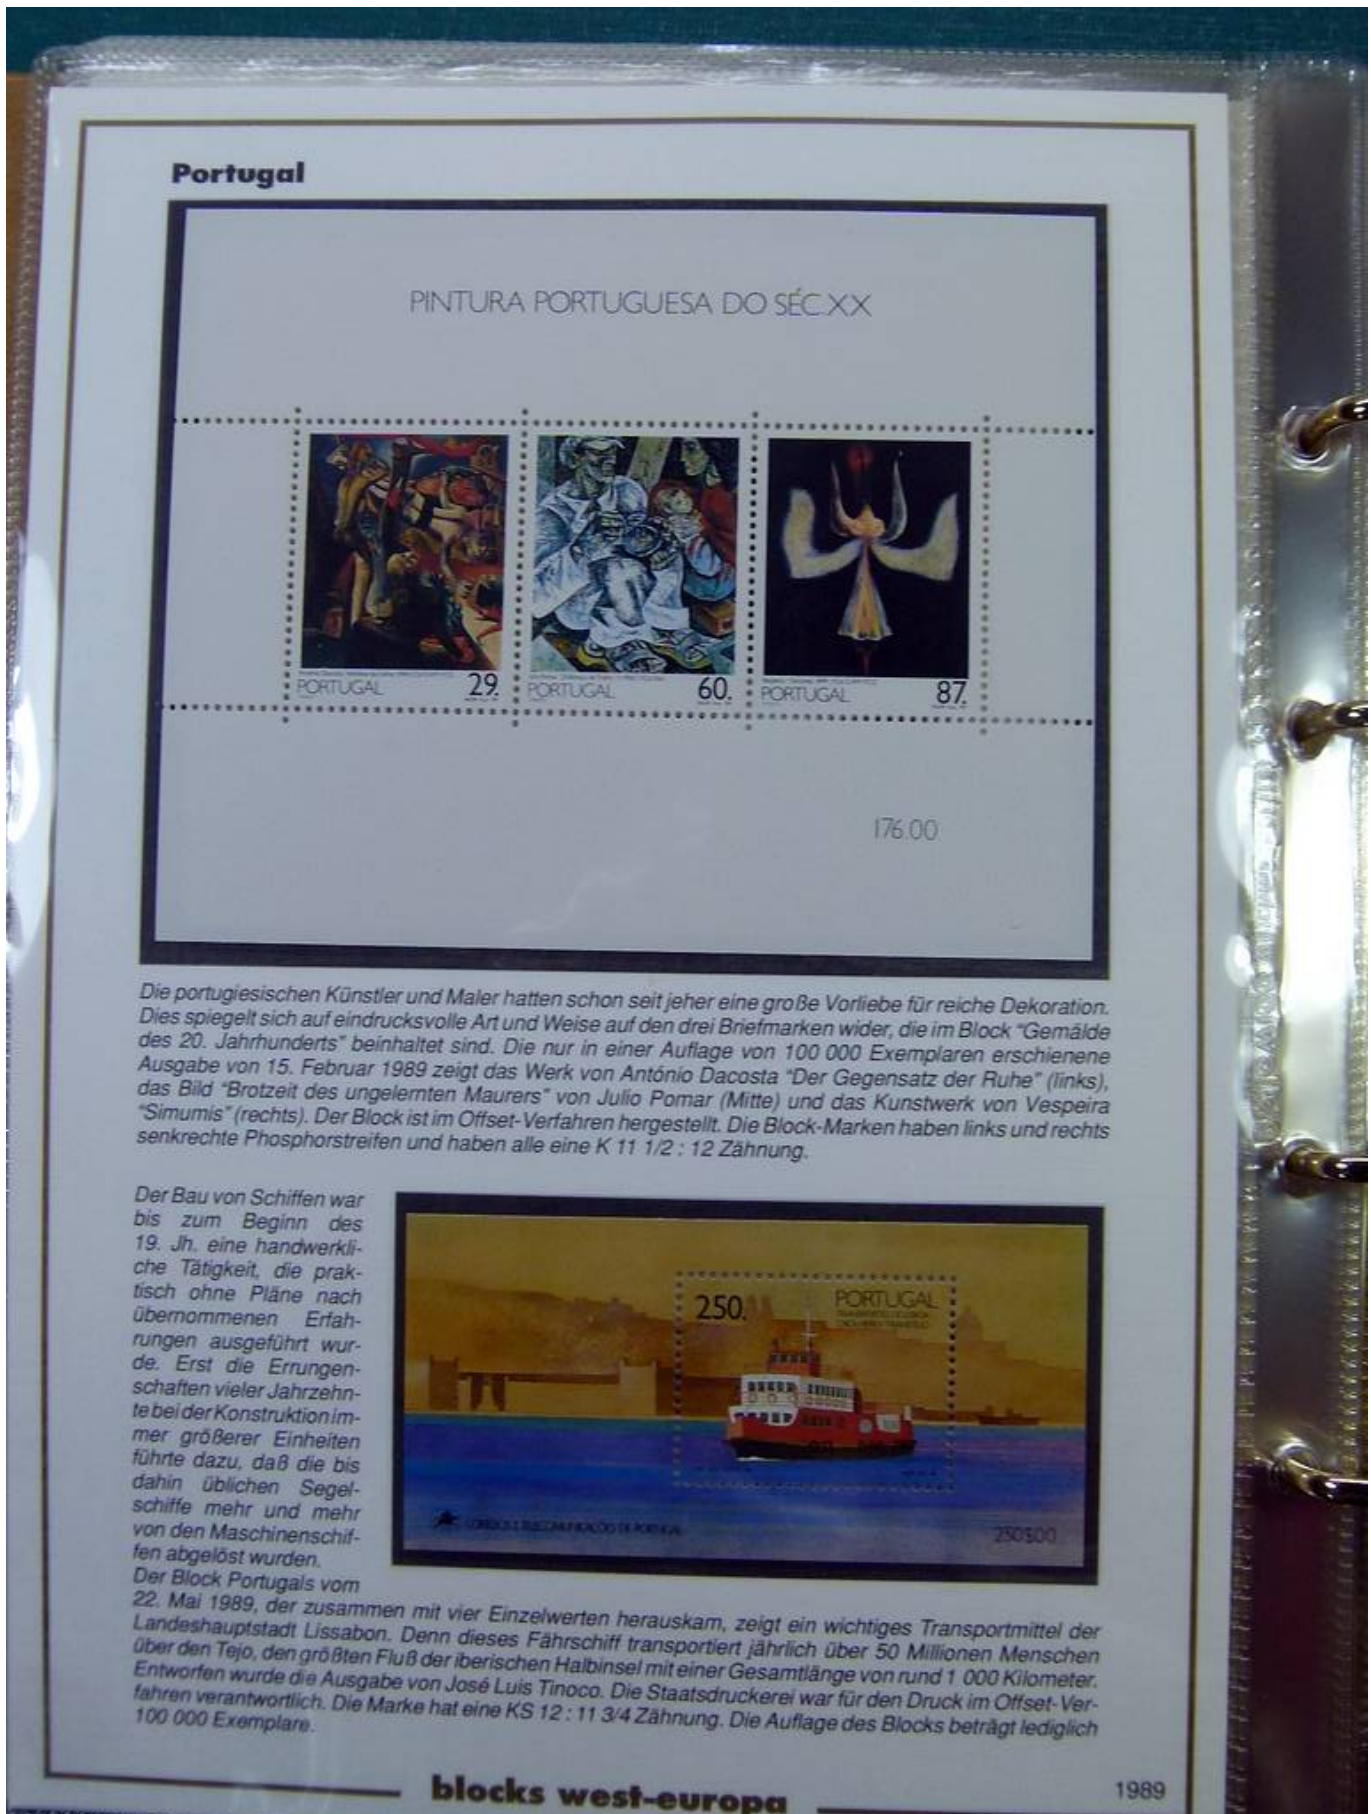 Portugal
PINTURA PORTUGUESA DO SÉC.XX
PORTUGAL 29.
PORTUGAL 60.
PORTUGAL 87.
176.00
Die portugiesischen Künstler und Maler hatten schon seit jeher eine große Vorliebe für reiche Dekoration.
Dies spiegelt sich auf eindrucksvolle Art und Weise auf den drei Briefmarken wider, die im Block "Gemälde
des 20. Jahrhunderts" beinhaltet sind. Die nur in einer Auflage von 100 000 Exemplaren erschienene
Ausgabe von 15. Februar 1989 zeigt das Werk von António Dacosta "Der Gegensatz der Ruhe" (links),
das Bild "Brotzeit des ungelernten Maurers" von Julio Pomar (Mitte) und das Kunstwerk von Vespeira
"Simumis" (rechts). Der Block ist im Offset-Verfahren hergestellt. Die Block-Marken haben links und rechts
senkrechte Phosphorstreifen und haben alle eine K 11 1/2 : 12 Zähnung.
Der Bau von Schiffen war
bis zum Beginn des
19. Jh. eine handwerkli-
che Tätigkeit, die prak-
tisch ohne Pläne nach
übernommenen Erfah-
rungen ausgeführt wur-
de. Erst die Errungen-
schaften vieler Jahrzehn-
te bei der Konstruktion im-
mer größerer Einheiten
führte dazu, daß die bis
dahin üblichen Segel-
schiffe mehr und mehr
von den Maschinenschif-
fen abgelöst wurden.
Der Block Portugals vom
22. Mai 1989, der zusammen mit vier Einzelwerten herauskam, zeigt ein wichtiges Transportmittel der
Landeshauptstadt Lissabon. Denn dieses Fährschiff transportiert jährlich über 50 Millionen Menschen
über den Tejo, den größten Fluß der iberischen Halbinsel mit einer Gesamtlänge von rund 1 000 Kilometer.
Entworfen wurde die Ausgabe von José Luis Tinoco. Die Staatsdruckerei war für den Druck im Offset-Ver-
fahren verantwortlich. Die Marke hat eine KS 12 : 11 3/4 Zähnung. Die Auflage des Blocks beträgt lediglich
100 000 Exemplare.
250. PORTUGAL
CORREIOS E TELECOMUNICAÇÕES DE PORTUGAL
250$00
blocks west-europa
1989